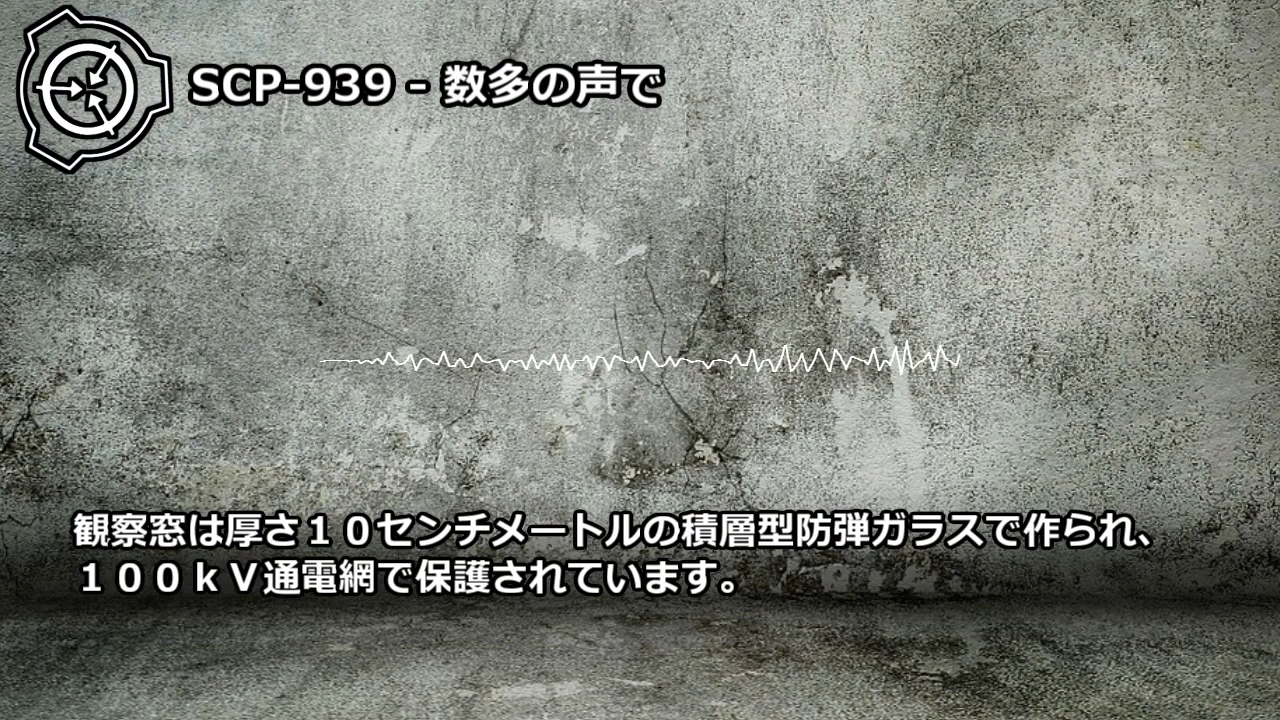 SCP-939 - 数多の声で
観察窓は厚さ１０センチメートルの積層型防弾ガラスで作られ、
１００ｋＶ通電網で保護されています。